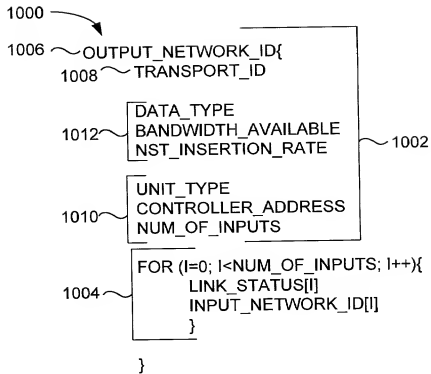 1000
1006 OUTPUT_NETWORK_ID{
1008 TRANSPORT_ID
DATA_TYPE
1012 BANDWIDTH_AVAILABLE 1002
NST_INSERTION_RATE
UNIT_TYPE
1010 CONTROLLER_ADDRESS
NUM_OF_INPUTS
FOR (I=0; I<NUM_OF_INPUTS; I++){
1004 LINK_STATUS[I]
INPUT_NETWORK_ID[I]
}
}